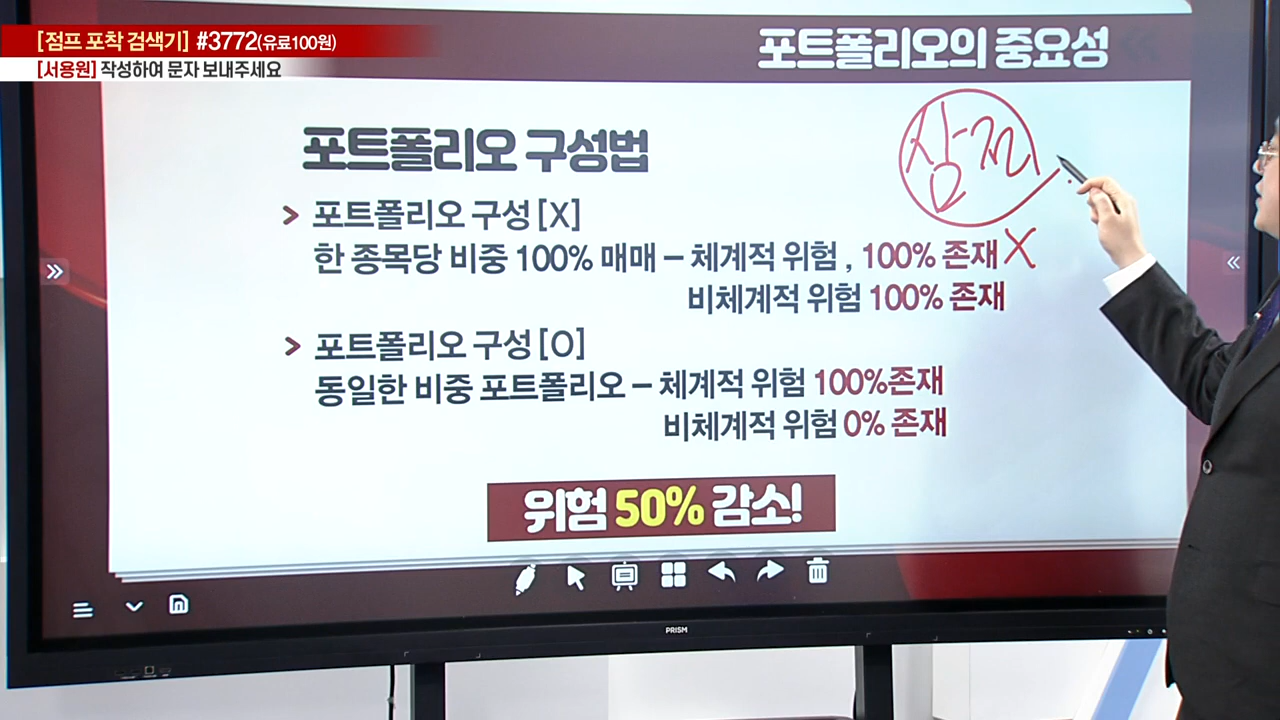 [점프 포착 검색기] #3772(유료100원)
[서용원] 작성하여 문자 보내주세요
포트폴리오의 중요성
포트폴리오 구성법
삼전
> 포트폴리오 구성 [X]
한 종목당 비중 100% 매매 – 체계적 위험 , 100% 존재 X
비체계적 위험 100% 존재
> 포트폴리오 구성 [O]
동일한 비중 포트폴리오 – 체계적 위험 100%존재
비체계적 위험 0% 존재
위험 50% 감소!
PRISM